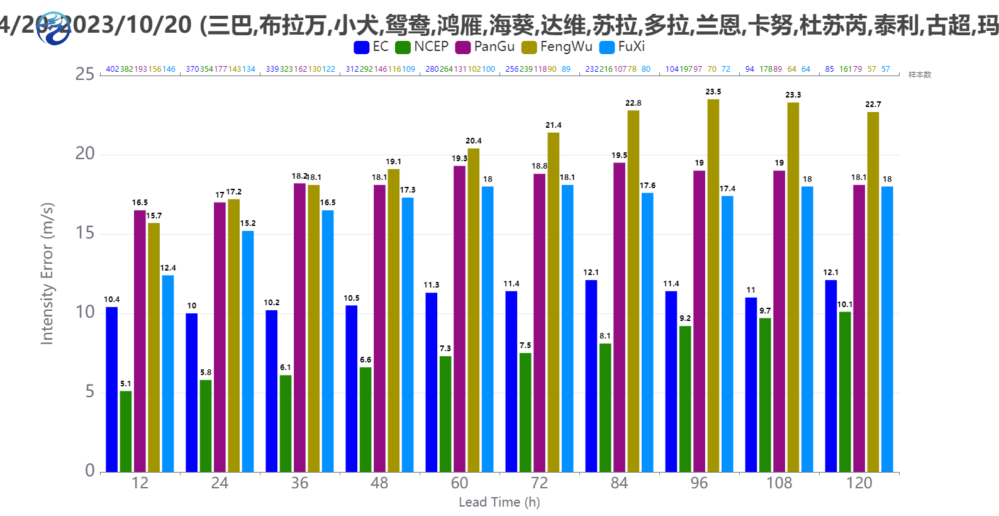 4/20-2023/10/20 (三巴,布拉万,小犬,鸳鸯,鸿雁,海葵,达维,苏拉,多拉,兰恩,卡努,杜苏芮,泰利,古超,玛
EC NCEP PanGu FengWu FuXi
402 382 193 156 146 370 354 177 143 134 339 323 162 130 122 312 292 146 116 109 280 264 131 102 100 256 239 118 90 89 232 216 107 78 80 104 197 97 70 72 94 178 89 64 64 85 161 79 57 57
样本数
25
20
15
10
5
0
Intensity Error (m/s)
10.4 5.1 16.5 15.7 12.4
10 5.8 17 17.2 15.2
10.2 6.1 18.2 18.1 16.5
10.5 6.6 18.1 19.1 17.3
11.3 7.3 19.3 20.4 18
11.4 7.5 18.8 21.4 18.1
12.1 8.1 19.5 22.8 17.6
11.4 9.2 19 23.5 17.4
11 9.7 19 23.3 18
12.1 10.1 18.1 22.7 18
12 24 36 48 60 72 84 96 108 120
Lead Time (h)